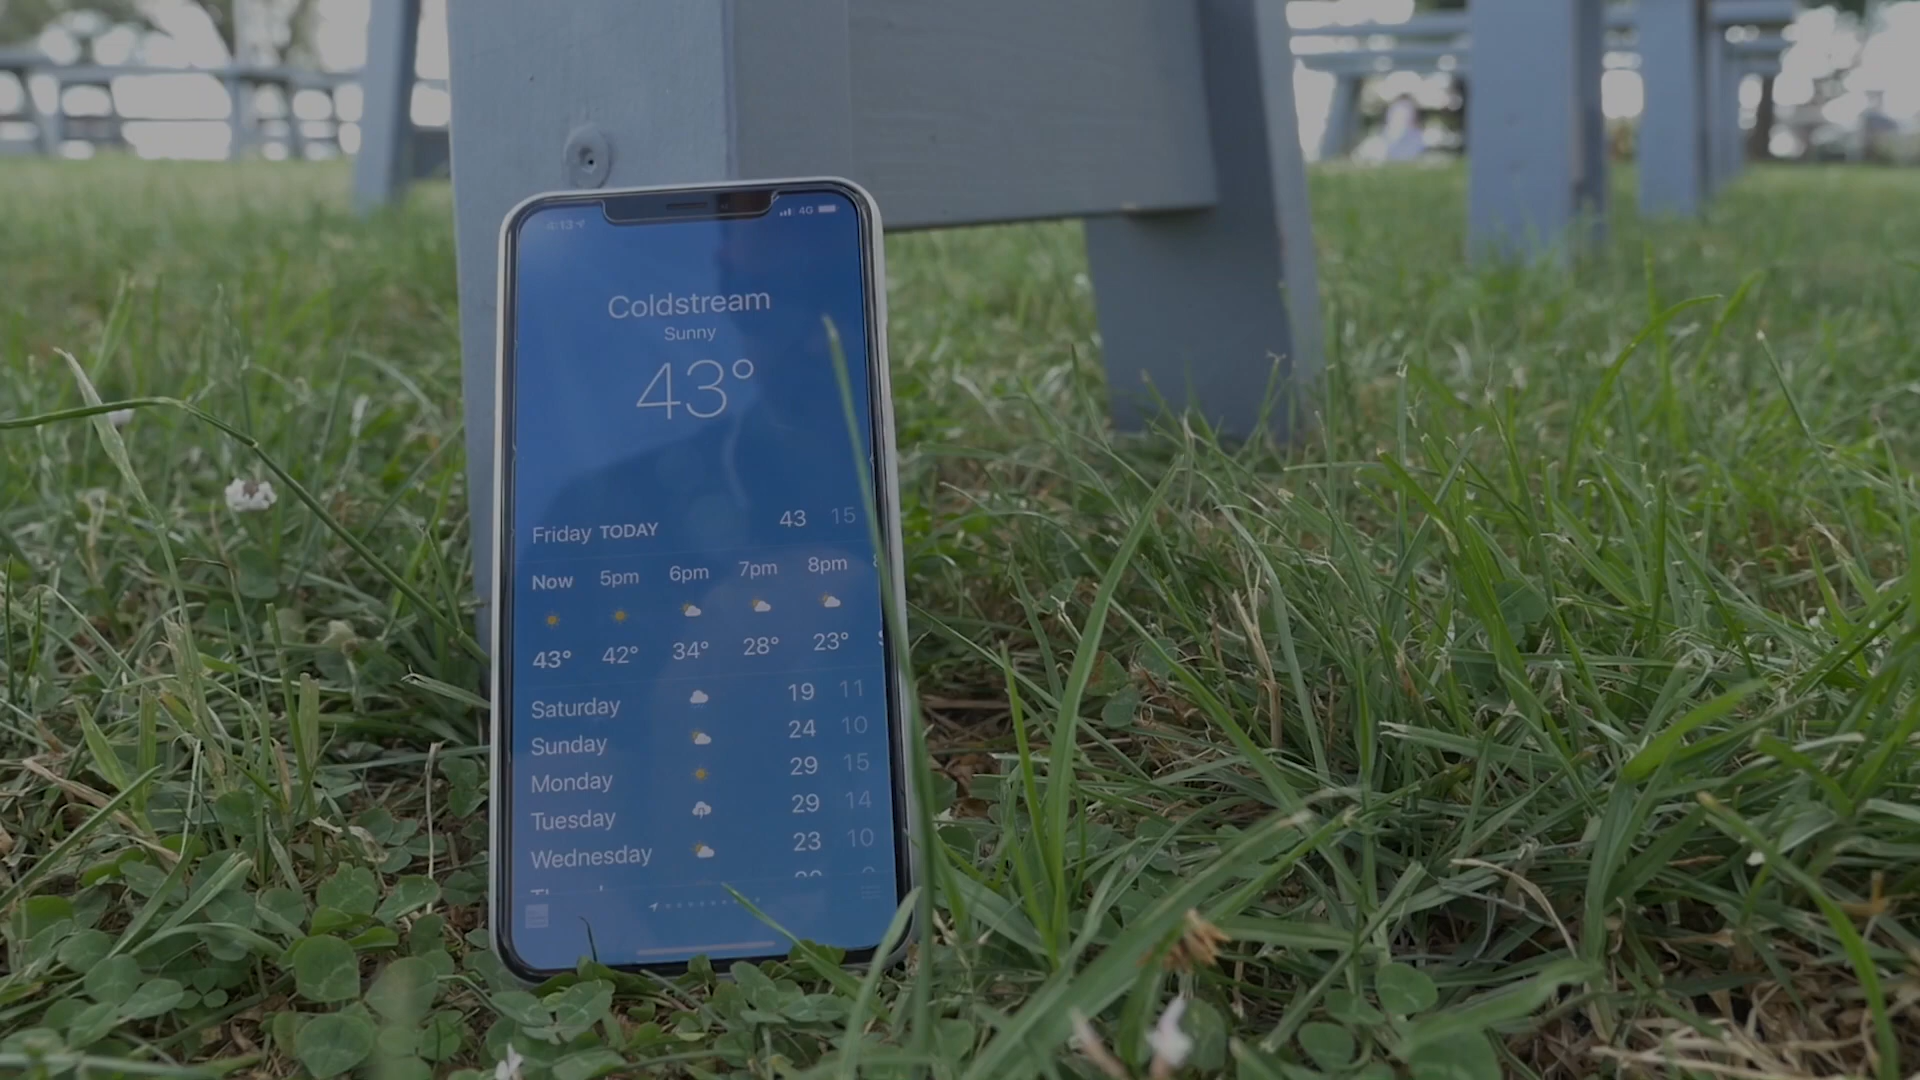 4G
Coldstream
Sunny
43°
Friday TODAY 43 15
Now 5pm 6pm 7pm 8pm
43° 42° 34° 28° 23°
Saturday 19 11
Sunday 24 10
Monday 29 15
Tuesday 29 14
Wednesday 23 10